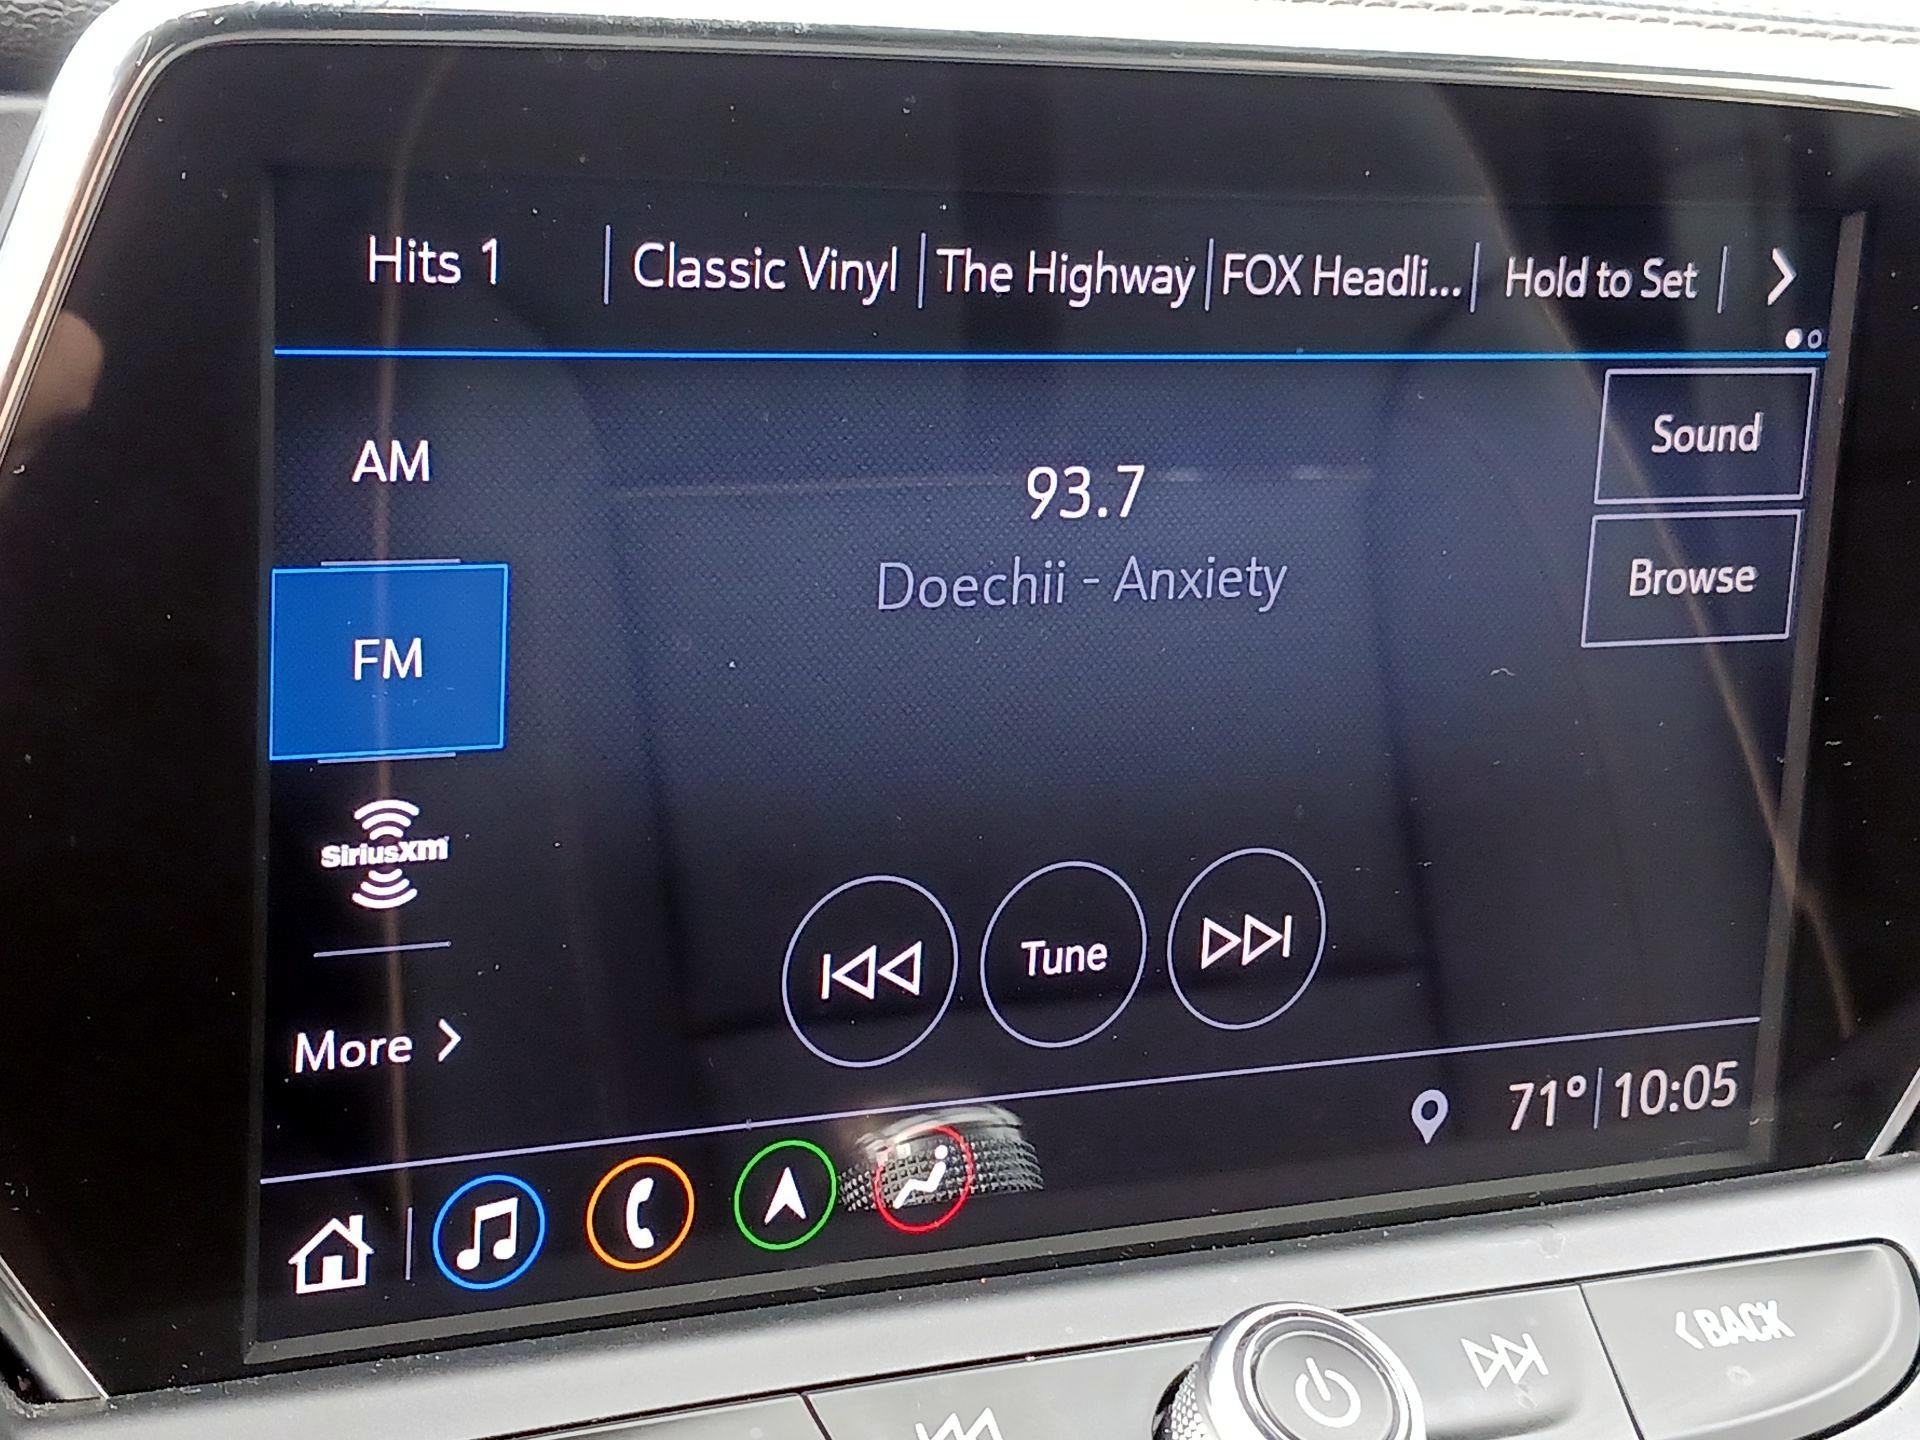 Hits 1 Classic Vinyl The Highway FOX Headli... Hold to Set
Sound
AM
93.7
Doechii - Anxiety
Browse
FM
SiriusXM
Tune
More
71° 10:05
BACK